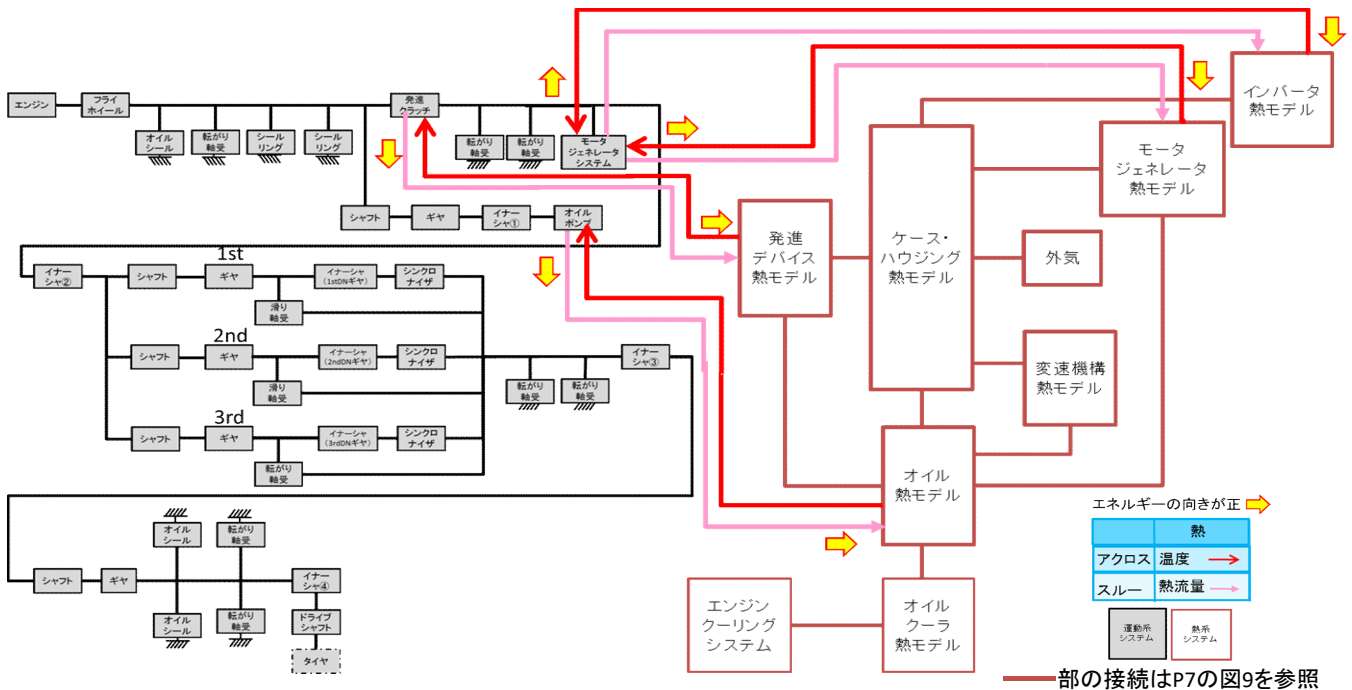 エンジン
フライ
ホイール
オイル
シール
転がり
軸受
シール
リング
シール
リング
発進
クラッチ
転がり
軸受
転がり
軸受
モータ
ジェネレータ
システム
シャフト
ギヤ
イナー
シャ①
オイル
ポンプ
イナー
シャ②
1st
シャフト
ギヤ
イナーシャ
(1stDNギヤ)
シンクロ
ナイザ
滑り
軸受
2nd
シャフト
ギヤ
イナーシャ
(2ndDNギヤ)
シンクロ
ナイザ
滑り
軸受
3rd
シャフト
ギヤ
イナーシャ
(3rdDNギヤ)
シンクロ
ナイザ
転がり
軸受
転がり
軸受
転がり
軸受
イナー
シャ③
オイル
シール
転がり
軸受
シャフト
ギヤ
イナー
シャ④
オイル
シール
転がり
軸受
ドライブ
シャフト
タイヤ
インバータ
熱モデル
モータ
ジェネレータ
熱モデル
発進
デバイス
熱モデル
ケース・
ハウジング
熱モデル
外気
変速機構
熱モデル
オイル
熱モデル
エンジン
クーリング
システム
オイル
クーラ
熱モデル
エネルギーの向きが正
熱
アクロス 温度
スルー 熱流量
運動系
システム
熱系
システム
部の接続はP7の図9を参照